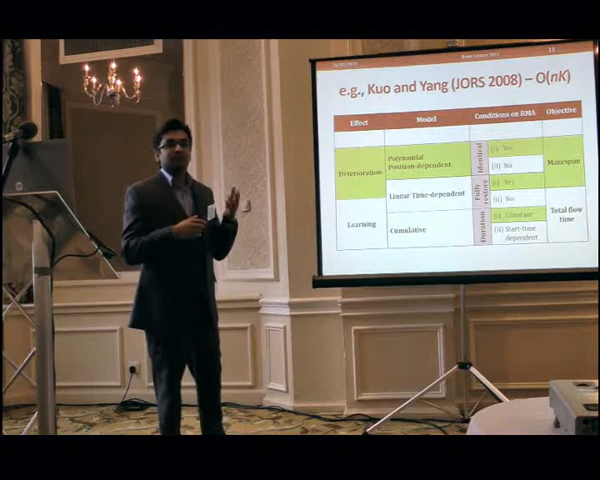 e.g., Kuo and Yang (JORS 2008) – O(nK)
Effect Model Conditions on RMA Objective
Deterioration
Polynomial
Position-dependent
Linear Time-dependent
Learning
Cumulative
Identical
(i) Yes
(ii) No
Fully
restore
(i) Yes
(ii) No
Duration
(i) Constant
(ii) Start-time
dependent
Makespan
Total flow
time